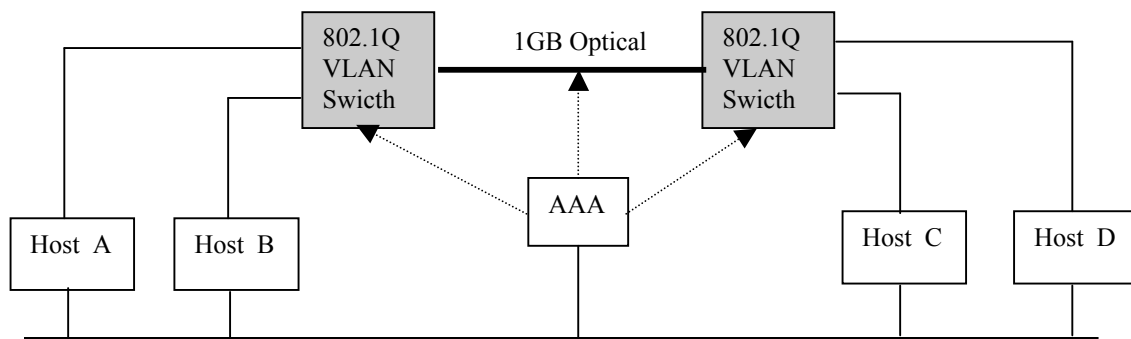 802.1Q
VLAN
Swicth
1GB Optical
802.1Q
VLAN
Swicth
AAA
Host A
Host B
Host C
Host D